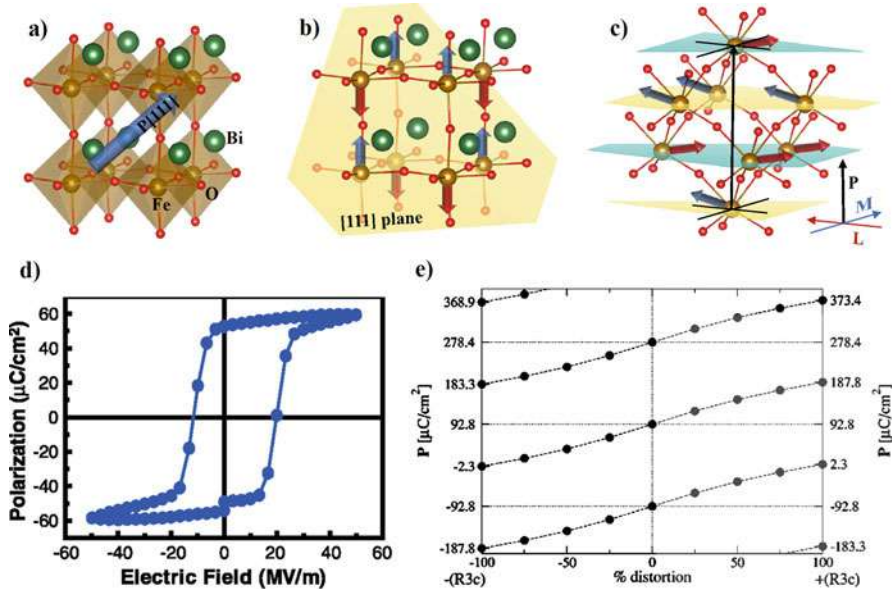 a)
P[111]
Bi
Fe
O
b)
[111] plane
c)
P
M
L
d)
Polarization (μC/cm²)
60
40
20
0
-20
-40
-60
-60
-40
-20
0
20
40
60
Electric Field (MV/m)
e)
P [μC/cm²]
368.9
278.4
183.3
92.8
-2.3
-92.8
-187.8
373.4
278.4
187.8
92.8
2.3
-92.8
-183.3
P [μC/cm²]
-100
-50
0
50
100
-(R3c)
% distortion
+(R3c)